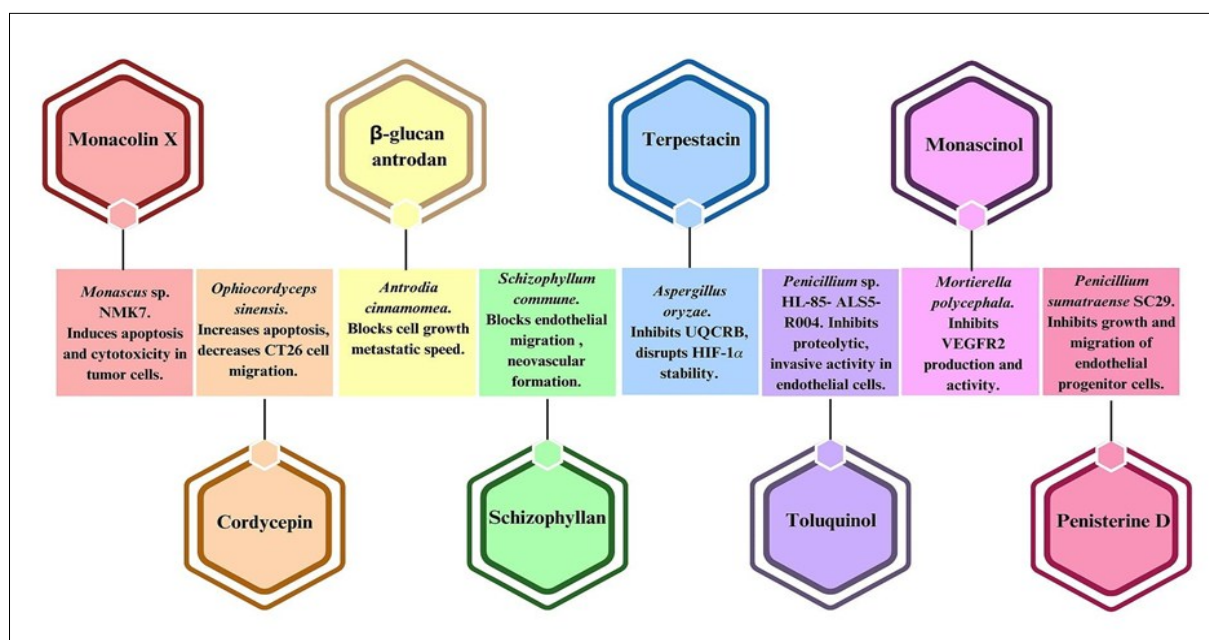 Monacolin X
β-glucan
antrodan
Terpestacin
Monascinol
Monascus sp.
NMK7.
Induces apoptosis
and cytotoxicity in
tumor cells.
Ophiocordyceps
sinensis.
Increases apoptosis,
decreases CT26 cell
migration.
Antrodia
cinnamomea.
Blocks cell growth
metastatic speed.
Schizophyllum
commune.
Blocks endothelial
migration ,
neovascular
formation.
Aspergillus
oryzae.
Inhibits UQCRB,
disrupts HIF-1α
stability.
Penicillium sp.
HL-85- ALS5-
R004. Inhibits
proteolytic,
invasive activity in
endothelial cells.
Mortierella
polycephala.
Inhibits
VEGFR2
production and
activity.
Penicillium
sumatraense SC29.
Inhibits growth and
migration of
endothelial
progenitor cells.
Cordycepin
Schizophyllan
Toluquinol
Penisterine D